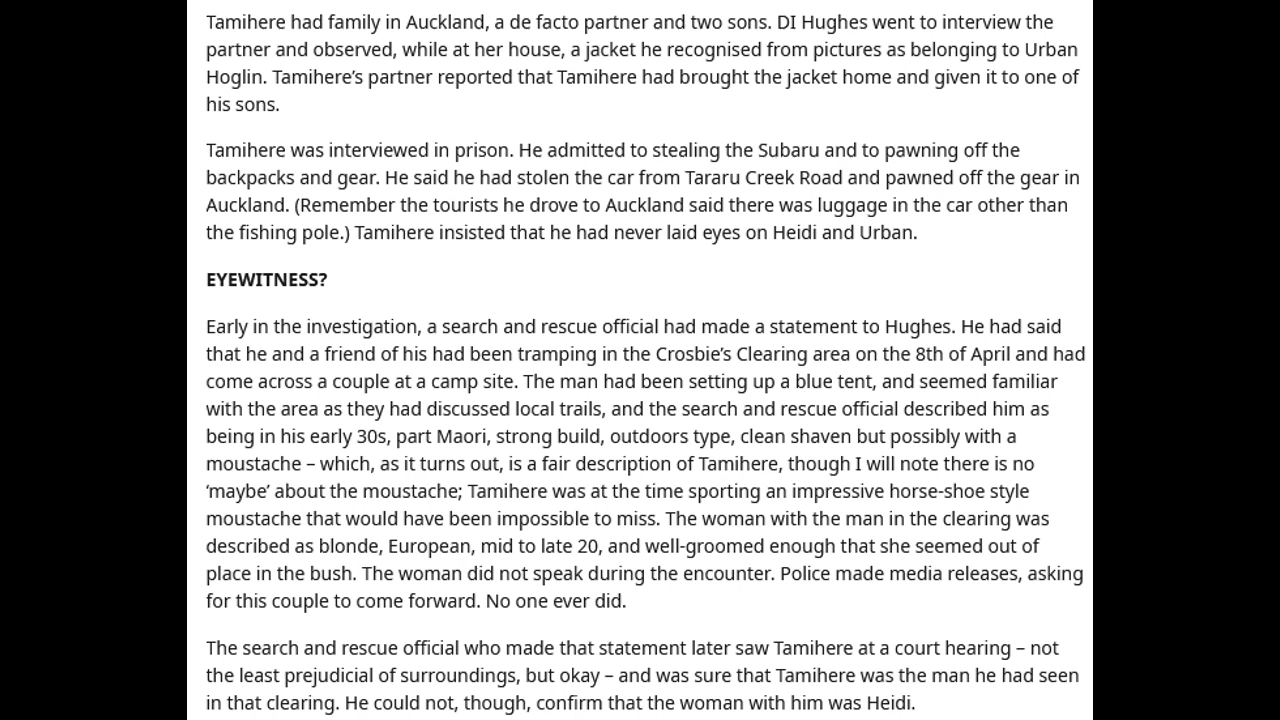 Tamihere had family in Auckland, a de facto partner and two sons. DI Hughes went to interview the
partner and observed, while at her house, a jacket he recognised from pictures as belonging to Urban
Hoglin. Tamihere’s partner reported that Tamihere had brought the jacket home and given it to one of
his sons.
Tamihere was interviewed in prison. He admitted to stealing the Subaru and to pawning off the
backpacks and gear. He said he had stolen the car from Tararu Creek Road and pawned off the gear in
Auckland. (Remember the tourists he drove to Auckland said there was luggage in the car other than
the fishing pole.) Tamihere insisted that he had never laid eyes on Heidi and Urban.
EYEWITNESS?
Early in the investigation, a search and rescue official had made a statement to Hughes. He had said
that he and a friend of his had been tramping in the Crosbie’s Clearing area on the 8th of April and had
come across a couple at a camp site. The man had been setting up a blue tent, and seemed familiar
with the area as they had discussed local trails, and the search and rescue official described him as
being in his early 30s, part Maori, strong build, outdoors type, clean shaven but possibly with a
moustache – which, as it turns out, is a fair description of Tamihere, though I will note there is no
‘maybe’ about the moustache; Tamihere was at the time sporting an impressive horse-shoe style
moustache that would have been impossible to miss. The woman with the man in the clearing was
described as blonde, European, mid to late 20, and well-groomed enough that she seemed out of
place in the bush. The woman did not speak during the encounter. Police made media releases, asking
for this couple to come forward. No one ever did.
The search and rescue official who made that statement later saw Tamihere at a court hearing – not
the least prejudicial of surroundings, but okay – and was sure that Tamihere was the man he had seen
in that clearing. He could not, though, confirm that the woman with him was Heidi.